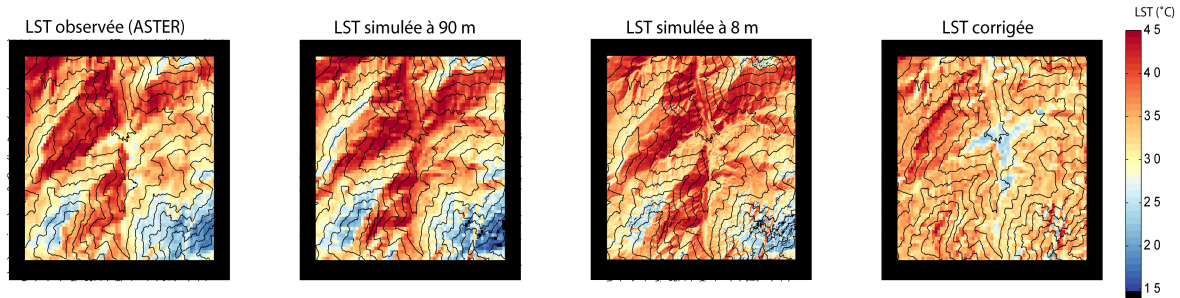 LST observée (ASTER)
LST simulée à 90 m
LST simulée à 8 m
LST corrigée
LST (˚C)
45
40
35
30
25
20
15